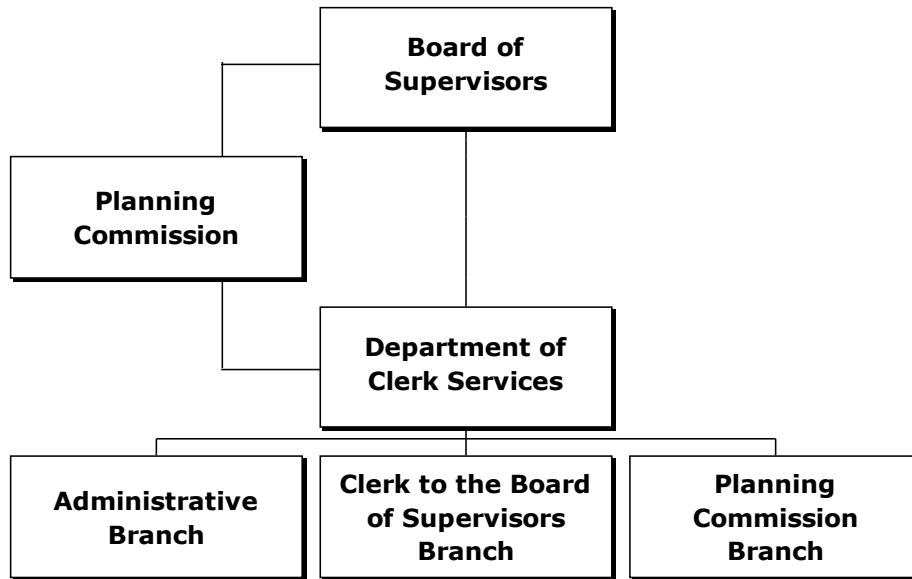 Board of
Supervisors
Planning
Commission
Department of
Clerk Services
Administrative
Branch
Clerk to the Board
of Supervisors
Branch
Planning
Commission
Branch